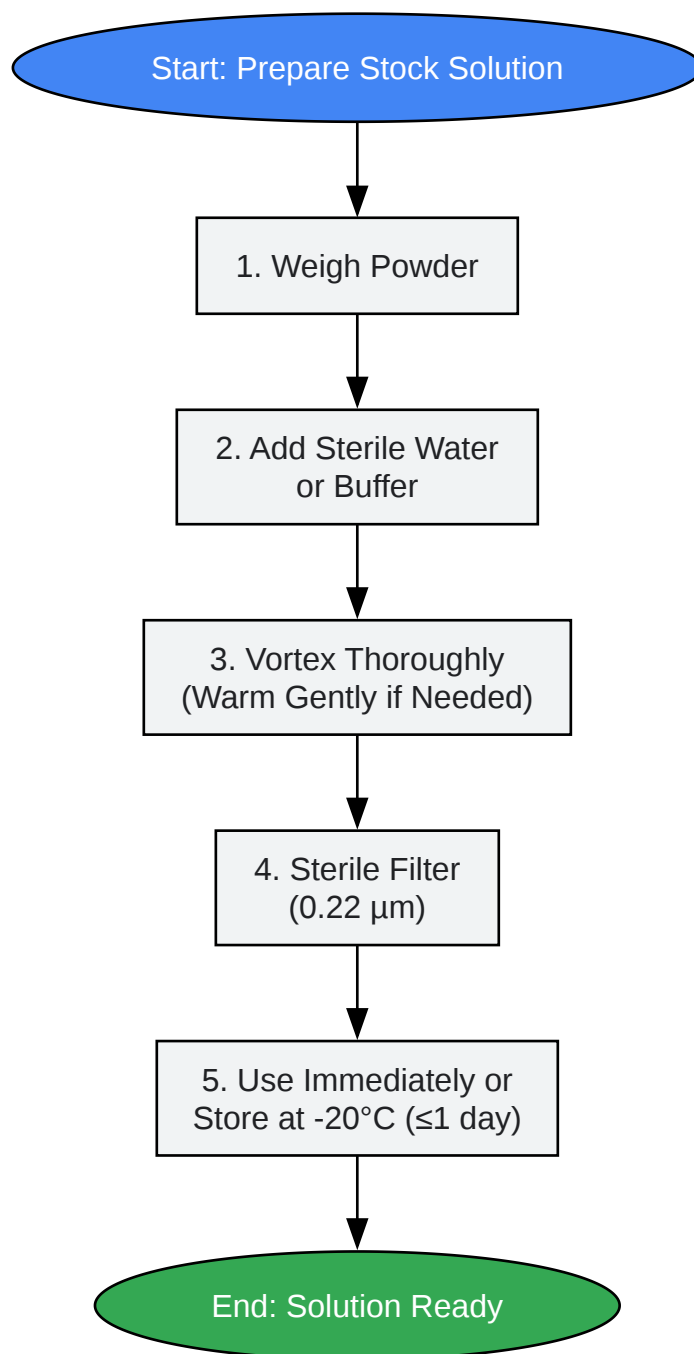 Start: Prepare Stock Solution
1. Weigh Powder
2. Add Sterile Water
or Buffer
3. Vortex Thoroughly
(Warm Gently if Needed)
4. Sterile Filter
(0.22 µm)
5. Use Immediately or
Store at -20°C (≤1 day)
End: Solution Ready